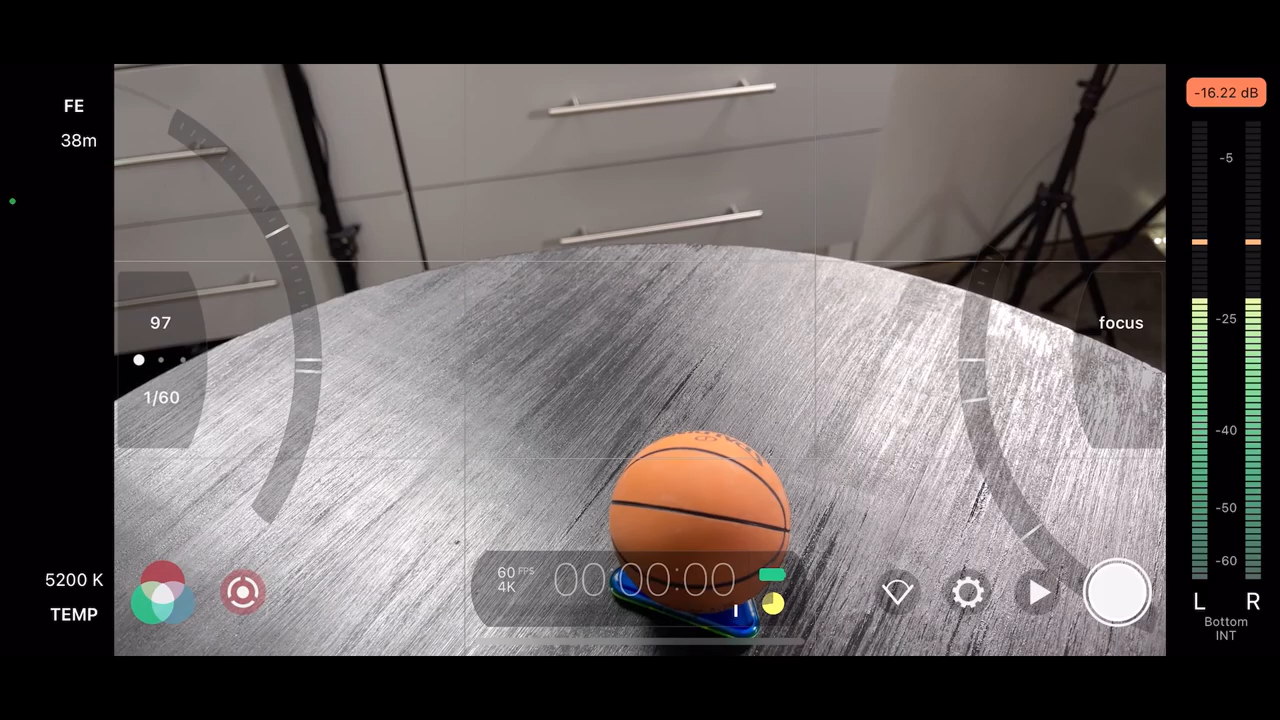 FE
38m
97
1/60
5200 K
TEMP
60 FPS
4K
00:00:00
focus
-16.22 dB
-5
-25
-40
-50
-60
L R
Bottom
INT